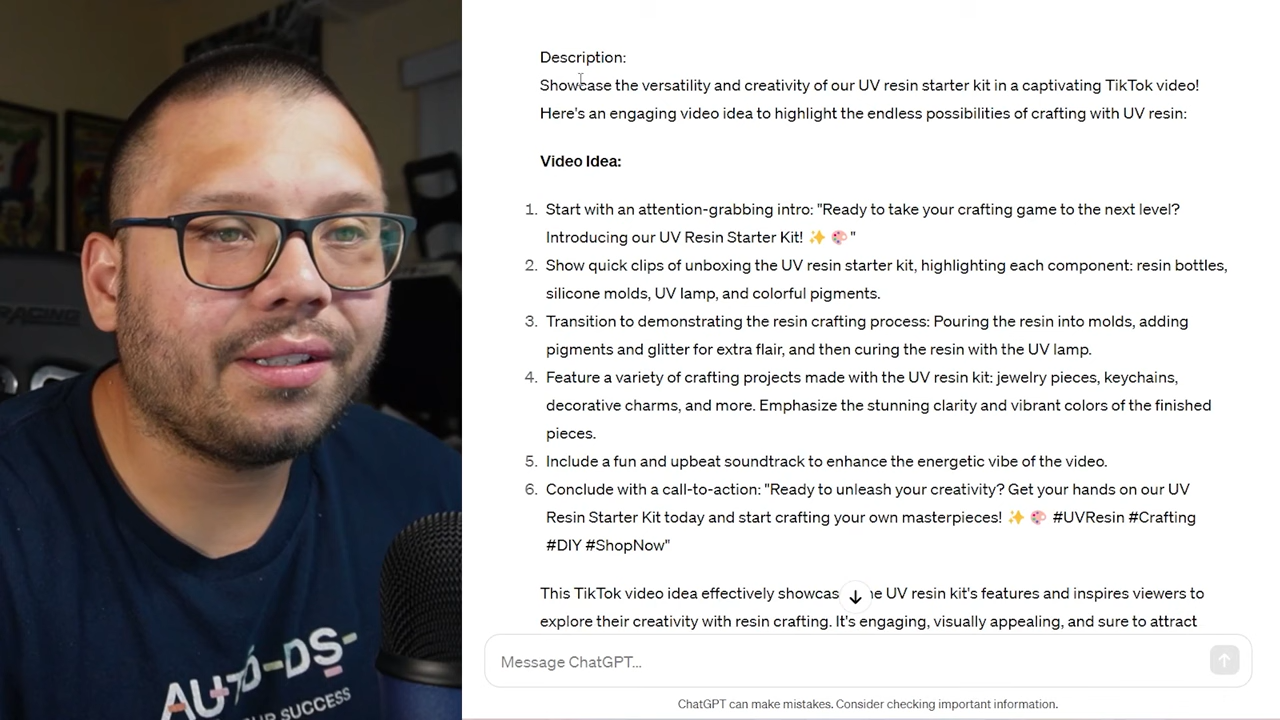 Description:
Showcase the versatility and creativity of our UV resin starter kit in a captivating TikTok video!
Here's an engaging video idea to highlight the endless possibilities of crafting with UV resin:
Video Idea:
1. Start with an attention-grabbing intro: "Ready to take your crafting game to the next level?
Introducing our UV Resin Starter Kit! ✨ 🎨 "
2. Show quick clips of unboxing the UV resin starter kit, highlighting each component: resin bottles,
silicone molds, UV lamp, and colorful pigments.
3. Transition to demonstrating the resin crafting process: Pouring the resin into molds, adding
pigments and glitter for extra flair, and then curing the resin with the UV lamp.
4. Feature a variety of crafting projects made with the UV resin kit: jewelry pieces, keychains,
decorative charms, and more. Emphasize the stunning clarity and vibrant colors of the finished
pieces.
5. Include a fun and upbeat soundtrack to enhance the energetic vibe of the video.
6. Conclude with a call-to-action: "Ready to unleash your creativity? Get your hands on our UV
Resin Starter Kit today and start crafting your own masterpieces! ✨ 🎨 #UVResin #Crafting
#DIY #ShopNow"
This TikTok video idea effectively showcas UV resin kit's features and inspires viewers to
explore their creativity with resin crafting. It's engaging, visually appealing, and sure to attract
Message ChatGPT...
ChatGPT can make mistakes. Consider checking important information.
RACING
AUTO-DS-
SUCCESS